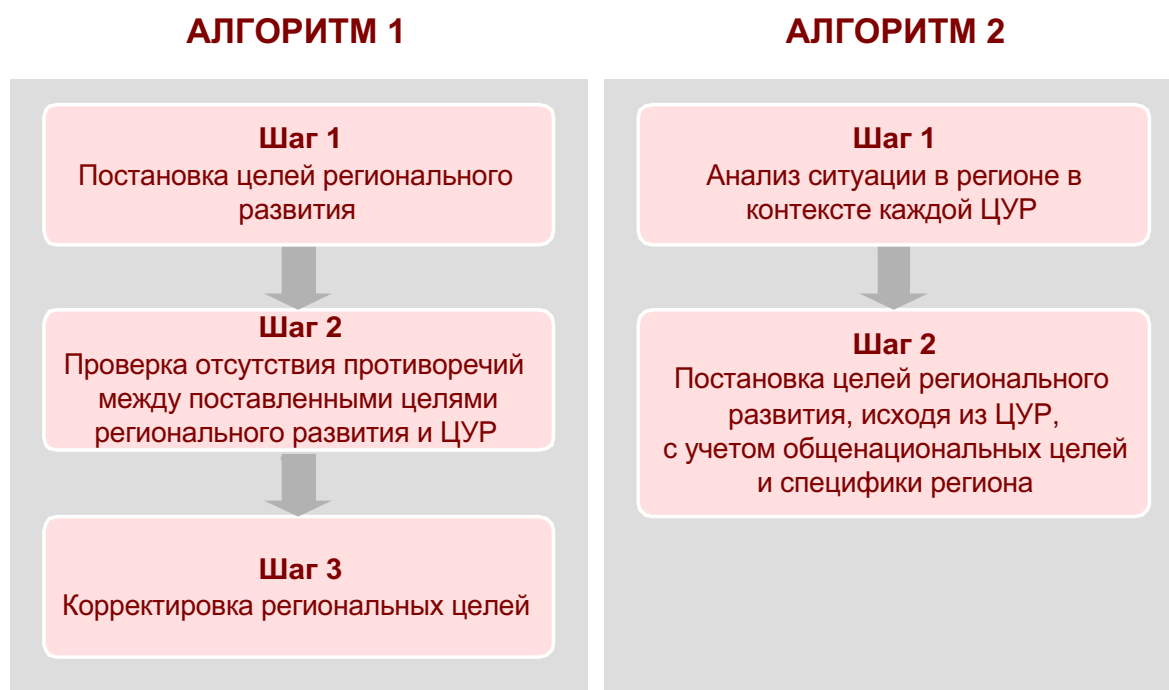 АЛГОРИТМ 1
Шаг 1
Постановка целей регионального
развития
Шаг 2
Проверка отсутствия противоречий
между поставленными целями
регионального развития и ЦУР
Шаг 3
Корректировка региональных целей
АЛГОРИТМ 2
Шаг 1
Анализ ситуации в регионе в
контексте каждой ЦУР
Шаг 2
Постановка целей регионального
развития, исходя из ЦУР,
с учетом общенациональных целей
и специфики региона